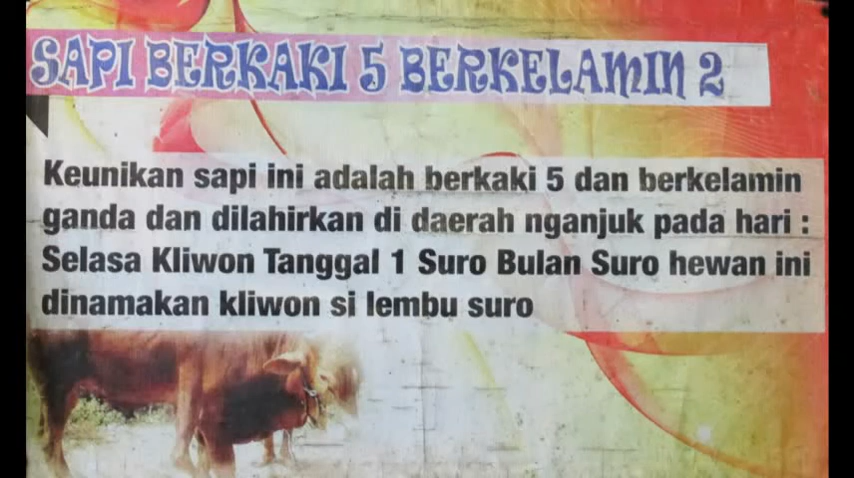 SAPI BERKAKI 5 BERKELAMIN 2
Keunikan sapi ini adalah berkaki 5 dan berkelamin
ganda dan dilahirkan di daerah nganjuk pada hari :
Selasa Kliwon Tanggal 1 Suro Bulan Suro hewan ini
dinamakan kliwon si lembu suro